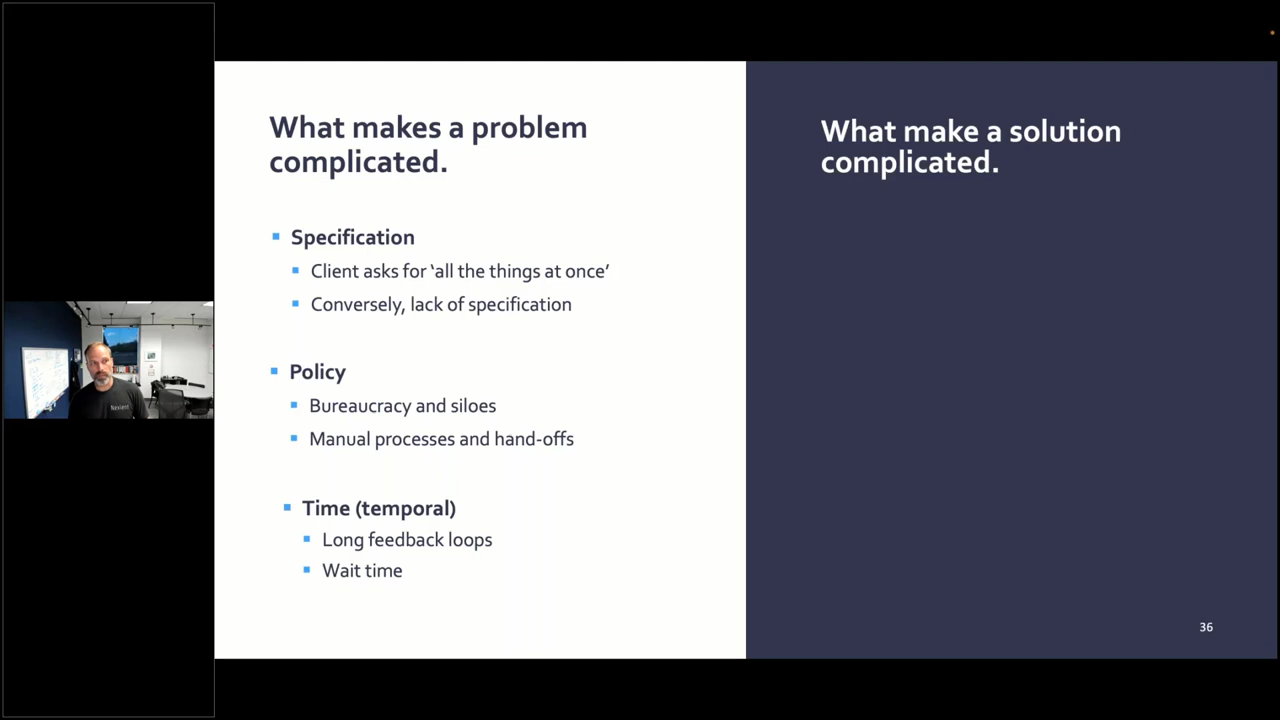 What makes a problem
complicated.
Specification
Client asks for ‘all the things at once’
Conversely, lack of specification
Policy
Bureaucracy and siloes
Manual processes and hand-offs
Time (temporal)
Long feedback loops
Wait time
What make a solution
complicated.
36
Nexient